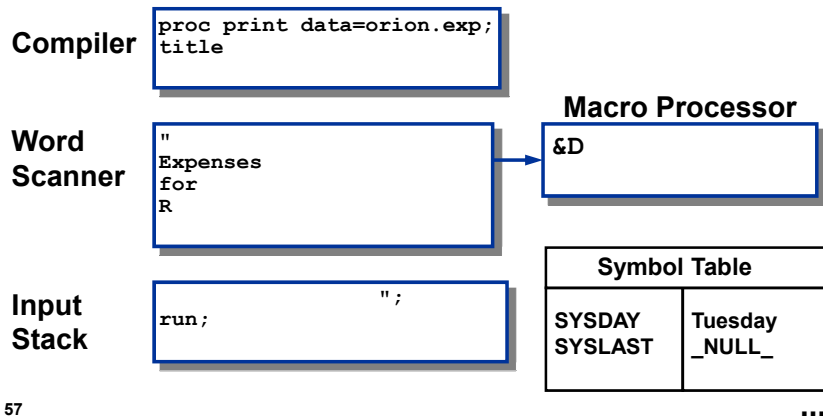 Compiler
proc print data=orion.exp;
title
Macro Processor
Word
Scanner
"
Expenses
for
R
&D
Symbol Table
SYSDAY Tuesday
SYSLAST _NULL_
Input
Stack
";
run;
57
...